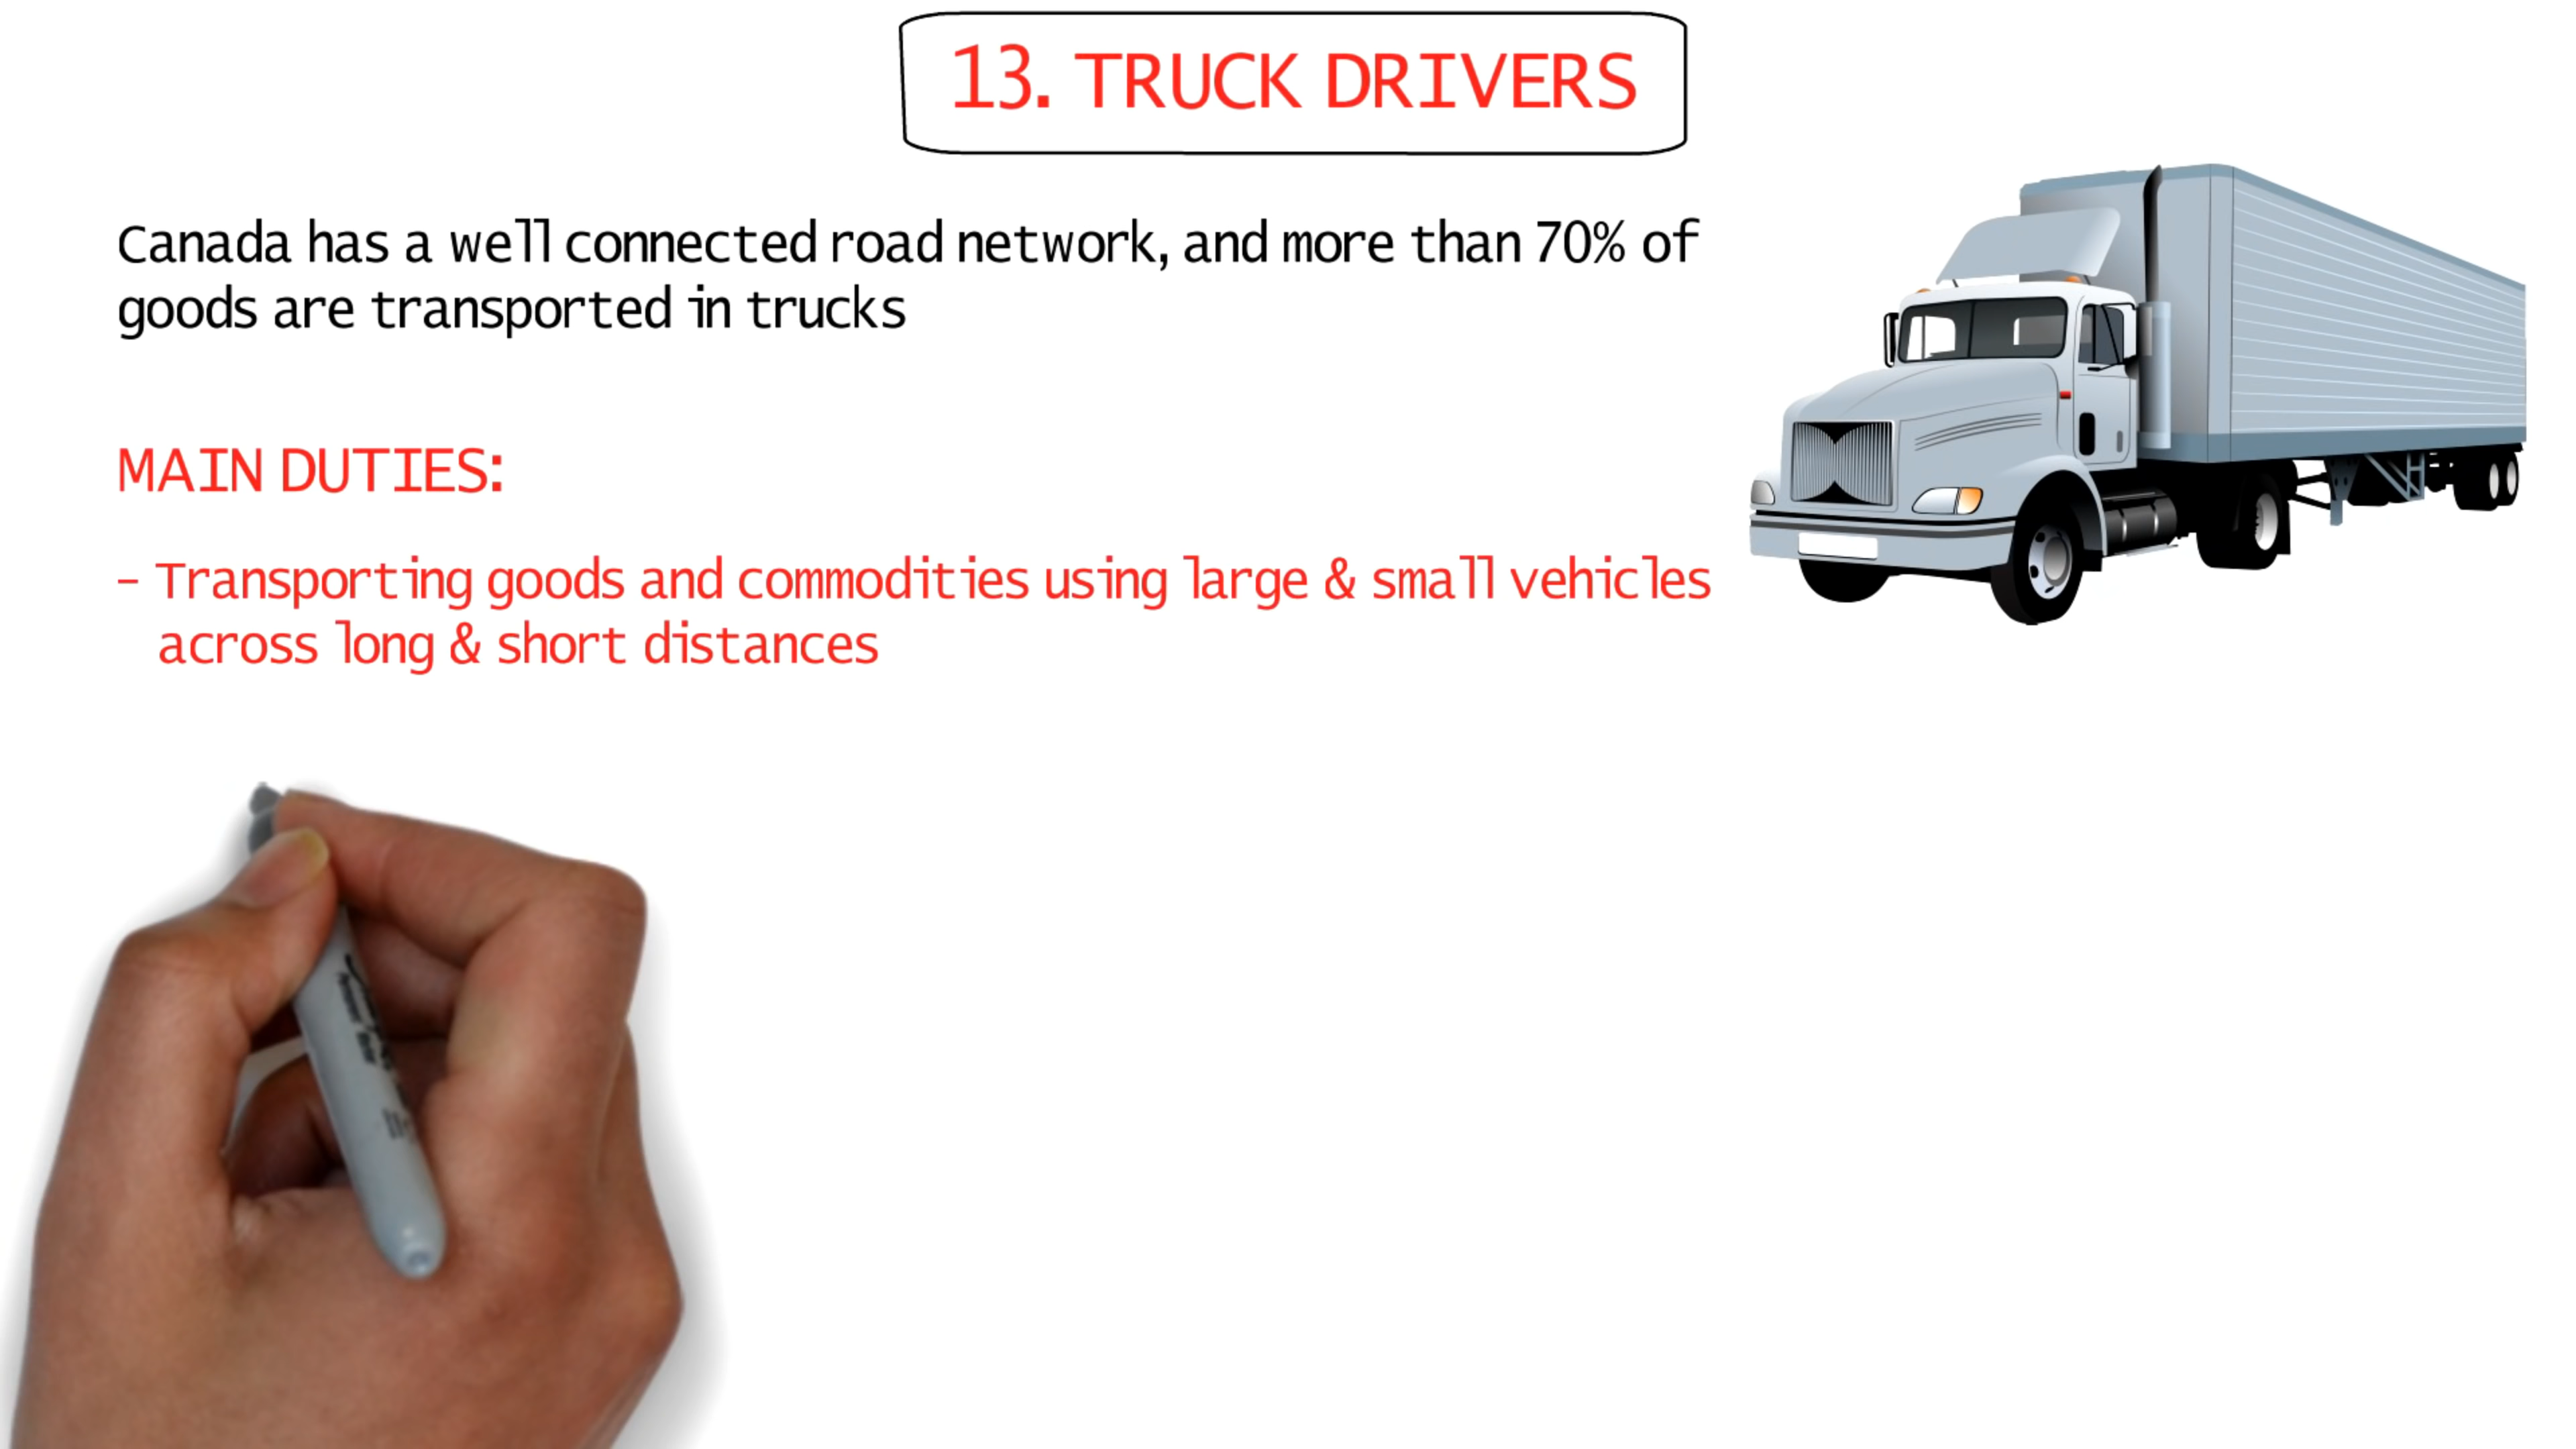 13. TRUCK DRIVERS
Canada has a well connected road network, and more than 70% of
goods are transported in trucks
MAIN DUTIES:
- Transporting goods and commodities using large & small vehicles
across long & short distances